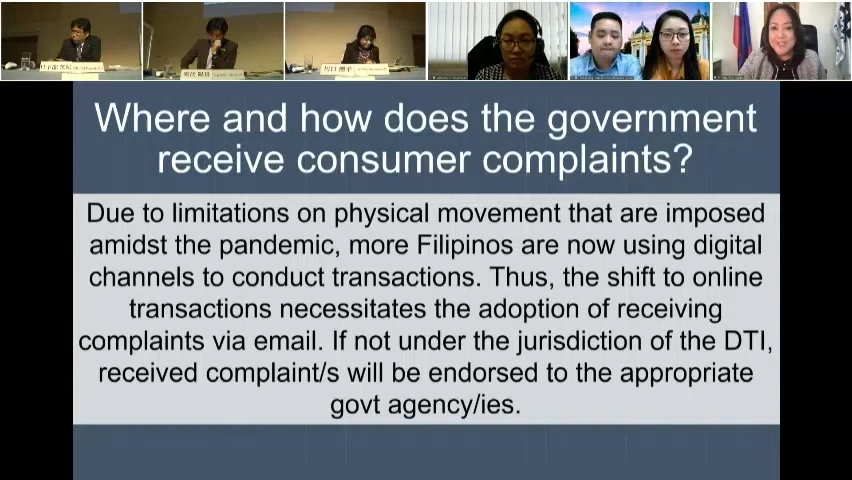 Where and how does the government
receive consumer complaints?
Due to limitations on physical movement that are imposed
amidst the pandemic, more Filipinos are now using digital
channels to conduct transactions. Thus, the shift to online
transactions necessitates the adoption of receiving
complaints via email. If not under the jurisdiction of the DTI,
received complaint/s will be endorsed to the appropriate
govt agency/ies.